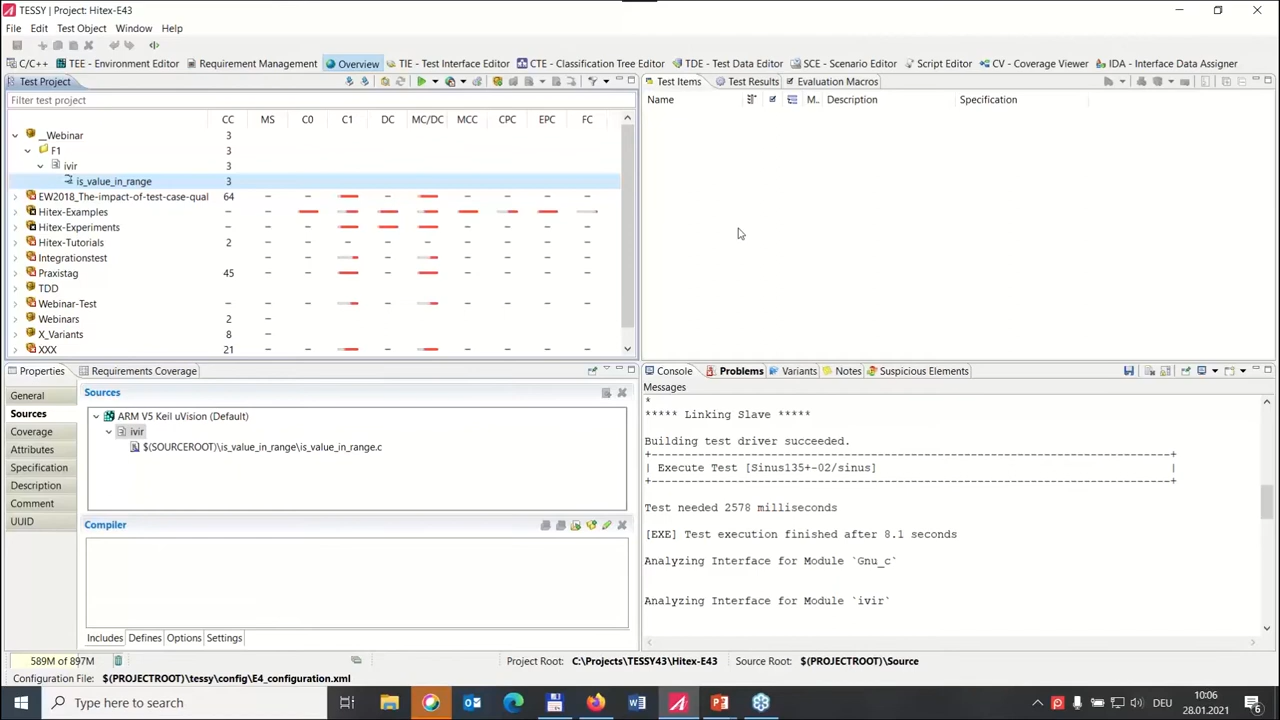 TESSY | Project: Hitex-E43
File Edit Test Object Window Help
C/C++ TEE - Environment Editor Requirement Management Overview TIE - Test Interface Editor CTE - Classification Tree Editor TDE - Test Data Editor SCE - Scenario Editor Script Editor CV - Coverage Viewer IDA - Interface Data Assigner
Test Project
Filter test project
CC MS C0 C1 DC MC/DC MCC CPC EPC FC
__Webinar 3
F1 3
ivir 3
is_value_in_range 3
EW2018_The-impact-of-test-case-qual 64
Hitex-Examples
Hitex-Experiments
Hitex-Tutorials 2
Integrationstest
Praxistag 45
TDD
Webinar-Test
Webinars 2
X_Variants 8
XXX 21
Test Items Test Results Evaluation Macros
Name M.. Description Specification
Properties Requirements Coverage
General
Sources
Coverage
Attributes
Specification
Description
Comment
UUID
Sources
ARM V5 Keil uVision (Default)
ivir
$(SOURCEROOT)\is_value_in_range\is_value_in_range.c
Compiler
Includes Defines Options Settings
Console Problems Variants Notes Suspicious Elements
Messages
*
***** Linking Slave *****
Building test driver succeeded.
+----------------------------------------------------------------------------+
| Execute Test [Sinus135+-02/sinus] |
+----------------------------------------------------------------------------+
Test needed 2578 milliseconds
[EXE] Test execution finished after 8.1 seconds
Analyzing Interface for Module `Gnu_c`
Analyzing Interface for Module `ivir`
589M of 897M Project Root: C:\Projects\TESSY43\Hitex-E43 Source Root: $(PROJECTROOT)\Source
Configuration File: $(PROJECTROOT)\tessy\config\E4_configuration.xml
Type here to search
DEU
10:06
28.01.2021
6